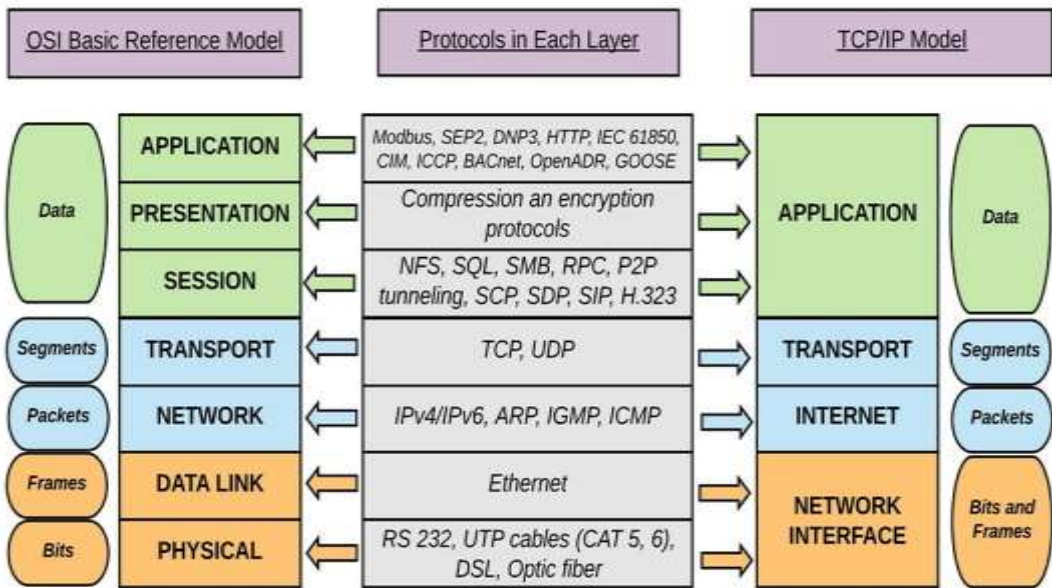 OSI Basic Reference Model
Protocols in Each Layer
TCP/IP Model
Data
APPLICATION
Modbus, SEP2, DNP3, HTTP, IEC 61850,
CIM, ICCP, BACnet, OpenADR, GOOSE
APPLICATION
Data
PRESENTATION
Compression an encryption
protocols
SESSION
NFS, SQL, SMB, RPC, P2P
tunneling, SCP, SDP, SIP, H.323
Segments
TRANSPORT
TCP, UDP
TRANSPORT
Segments
Packets
NETWORK
IPv4/IPv6, ARP, IGMP, ICMP
INTERNET
Packets
Frames
DATA LINK
Ethernet
NETWORK
INTERFACE
Bits and
Frames
Bits
PHYSICAL
RS 232, UTP cables (CAT 5, 6),
DSL, Optic fiber